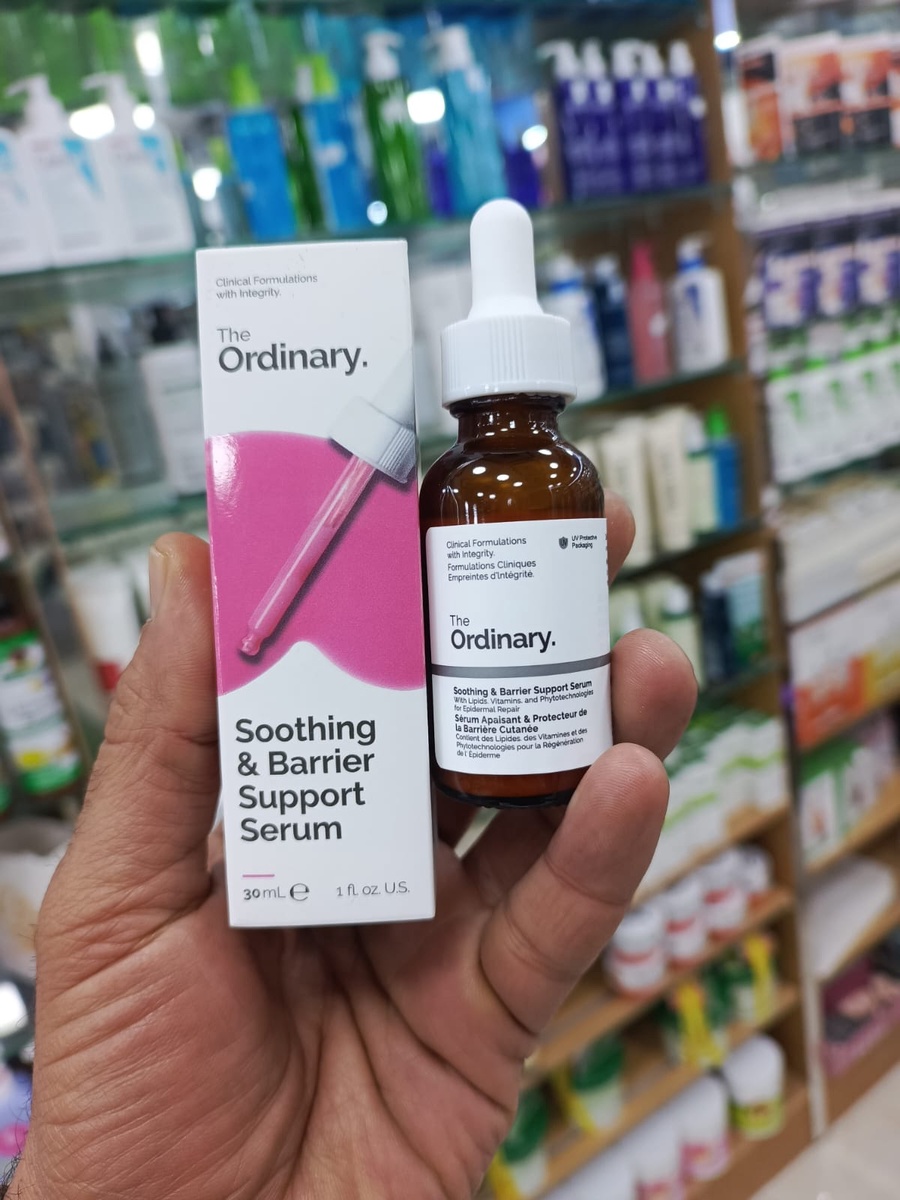 Clinical Formulations
with Integrity.
The
Ordinary.
Soothing
& Barrier
Support
Serum
30 mL ℮ 1 fl. oz. U.S.
Clinical Formulations
with Integrity.
Formulations Cliniques
Empreintes d'Intégrité.
UV Protective
Packaging
The
Ordinary.
Soothing & Barrier Support Serum
With Lipids, Vitamins, and Phytotechnologies
for Epidermal Repair
Sérum Apaisant & Protecteur de
la Barrière Cutanée
Contient des Lipides, des Vitamines et des
Phytotechnologies pour la Régénération
de l'Épiderme